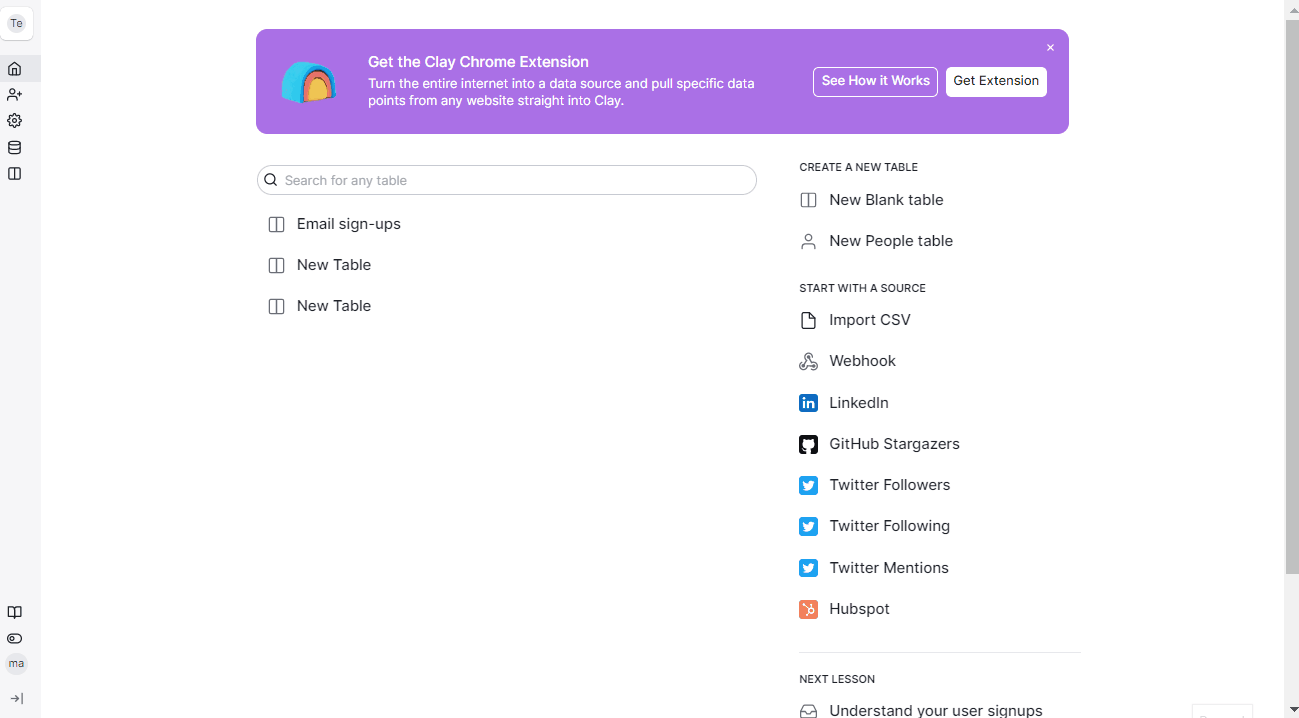 Te
Get the Clay Chrome Extension
Turn the entire internet into a data source and pull specific data
points from any website straight into Clay.
See How it Works
Get Extension
Search for any table
Email sign-ups
New Table
New Table
CREATE A NEW TABLE
New Blank table
New People table
START WITH A SOURCE
Import CSV
Webhook
LinkedIn
GitHub Stargazers
Twitter Followers
Twitter Following
Twitter Mentions
Hubspot
NEXT LESSON
Understand your user signups
ma